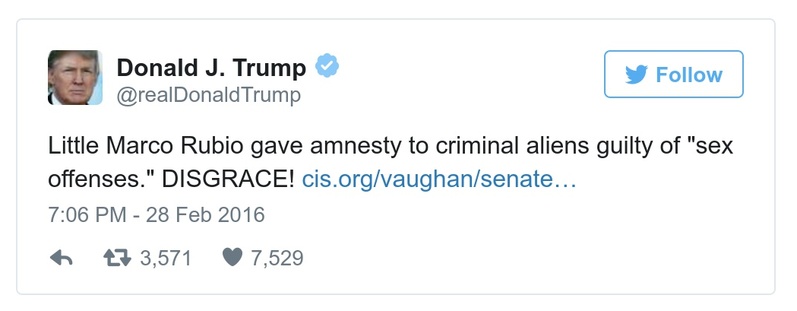 Donald J. Trump
@realDonaldTrump
Follow
Little Marco Rubio gave amnesty to criminal aliens guilty of "sex
offenses." DISGRACE! cis.org/vaughan/senate…
7:06 PM - 28 Feb 2016
3,571 7,529